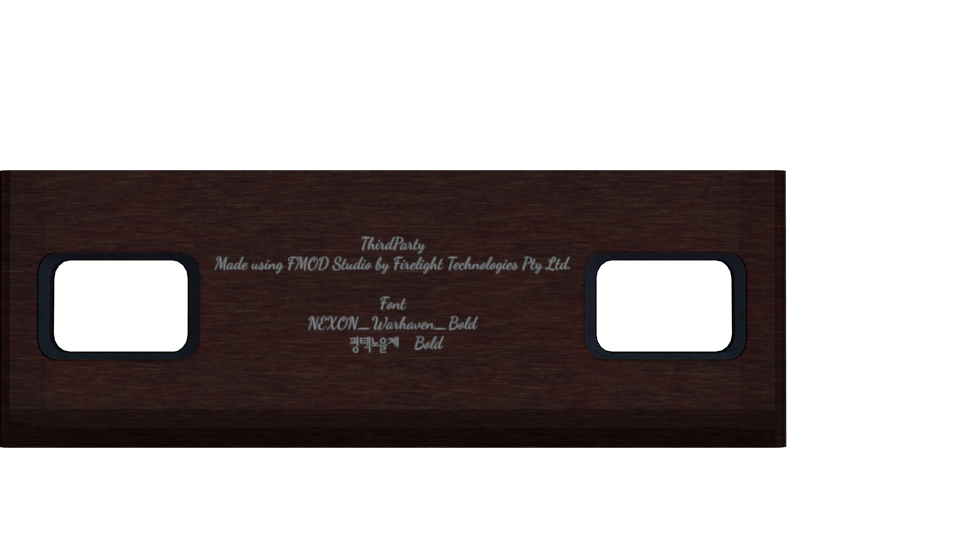 ThirdParty
Made using FMOD Studio by Firelight Technologies Pty Ltd.
Font
NEXON_Warhaven_Bold
평택노을체 Bold